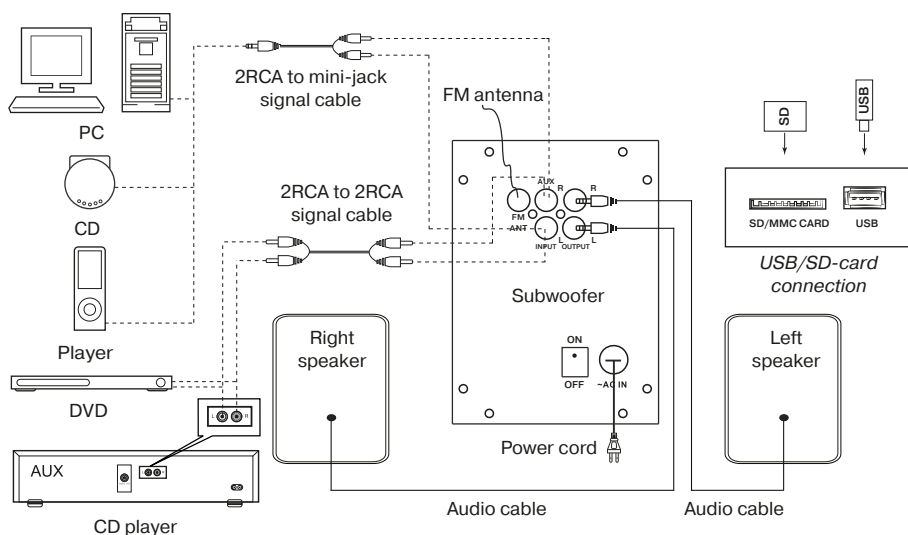 PC
2RCA to mini-jack
signal cable
FM antenna
SD
USB
CD
2RCA to 2RCA
signal cable
AUX
R
R
FM
ANT
INPUT
L
OUTPUT
L
SD/MMC CARD
USB
USB/SD-card
connection
Subwoofer
Player
Right
speaker
ON
OFF
~AC IN
Left
speaker
DVD
L
R
Power cord
AUX
Audio cable
Audio cable
CD player